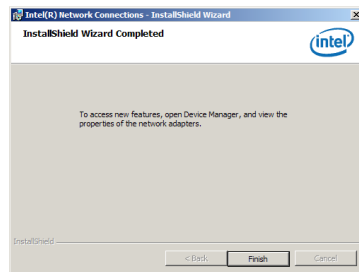 Intel(R) Network Connections - InstallShield Wizard
InstallShield Wizard Completed
intel
To access new features, open Device Manager, and view the
properties of the network adapters.
InstallShield
< Back
Finish
Cancel